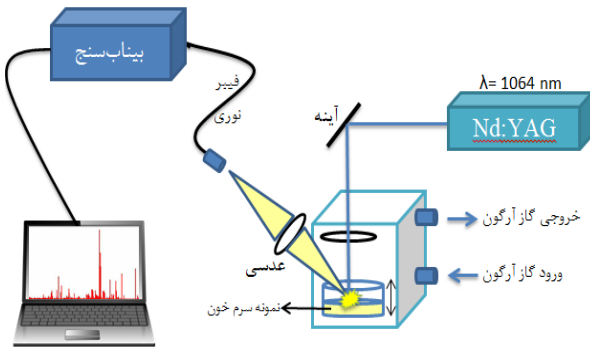 بیناب‌سنج
فیبر
نوری
آینه
λ= 1064 nm
Nd:YAG
خروجی گاز آرگون
ورود گاز آرگون
عدسی
نمونه سرم خون